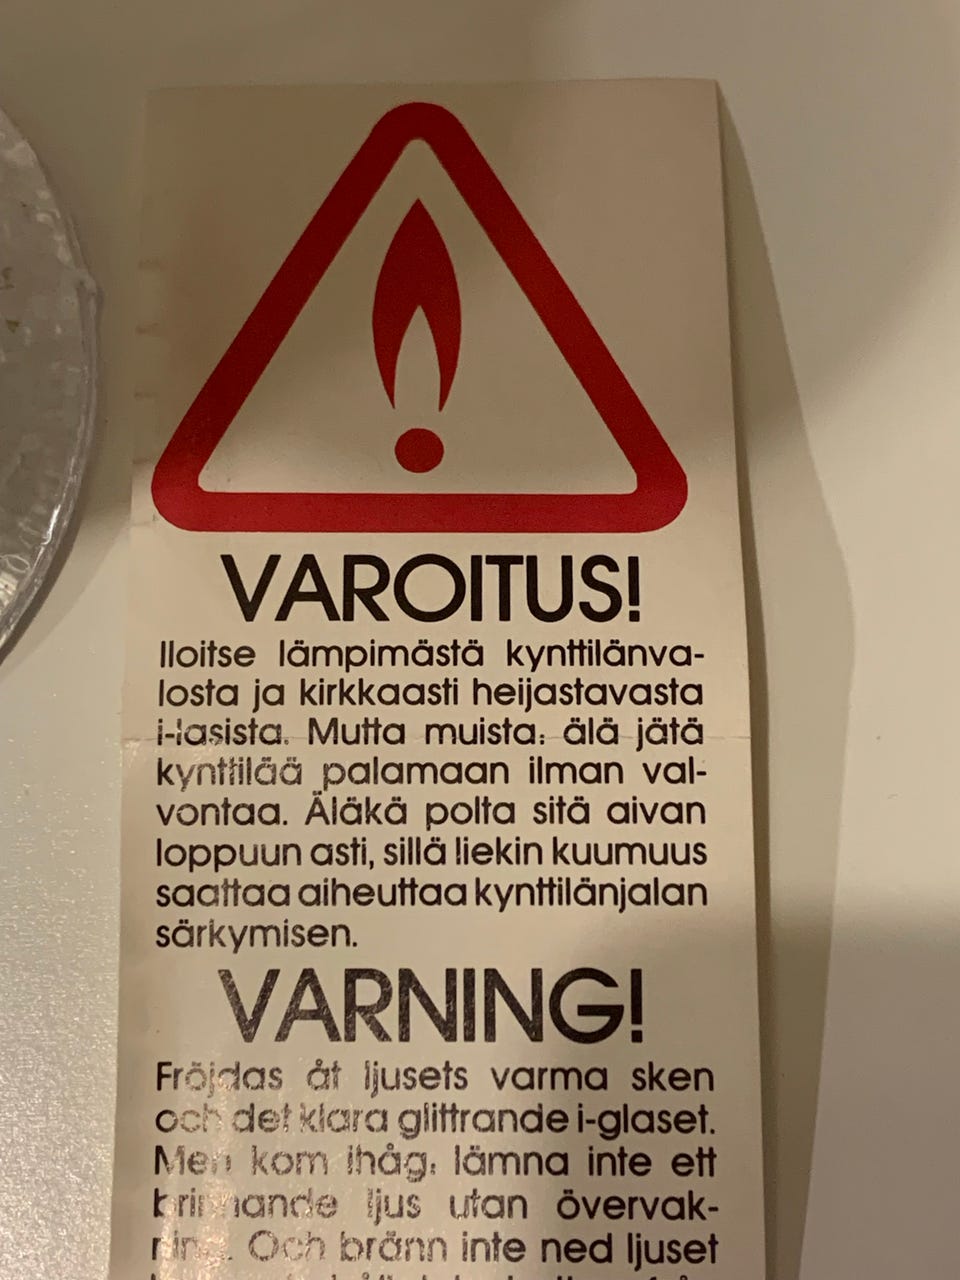 VAROITUS!
Iloitse lämpimästä kynttilänva-
losta ja kirkkaasti heijastavasta
i-lasista. Mutta muista: älä jätä
kynttilää palamaan ilman val-
vontaa. Äläkä polta sitä aivan
loppuun asti, sillä liekin kuumuus
saattaa aiheuttaa kynttilänjalan
särkymisen.
VARNING!
Fröjdas åt ljusets varma sken
och det klara glittrande i-glaset.
Men kom ihåg: lämna inte ett
brinnande ljus utan övervak-
ning. Och bränn inte ned ljuset